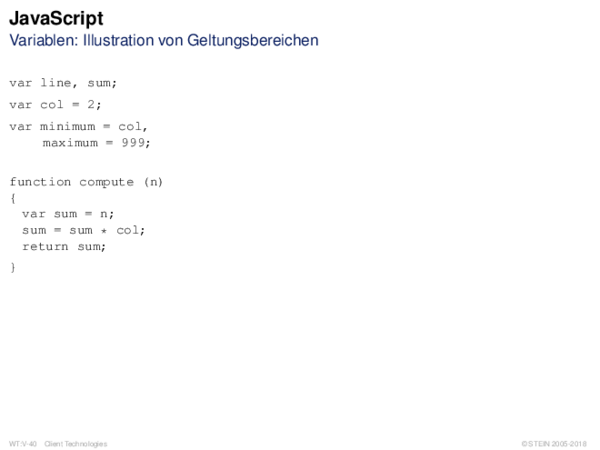 JavaScript
Variablen: Illustration von Geltungsbereichen
var line, sum;
var col = 2;
var minimum = col,
maximum = 999;
function compute (n)
{
var sum = n;
sum = sum * col;
return sum;
}
WT:V-40 Client Technologies
© STEIN 2005-2018